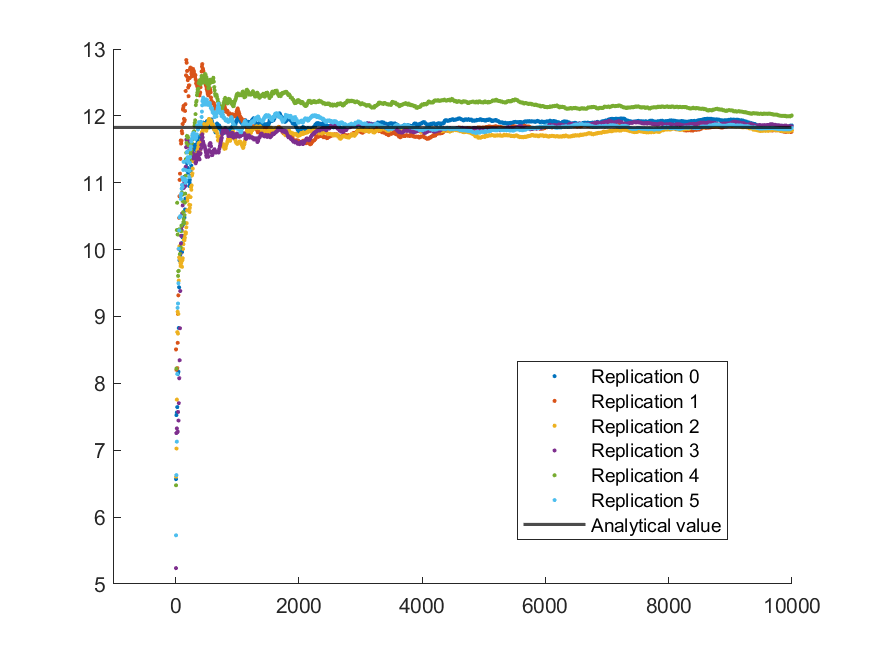 13
12
11
10
9
8
7
6
5
0 2000 4000 6000 8000 10000
Replication 0
Replication 1
Replication 2
Replication 3
Replication 4
Replication 5
Analytical value